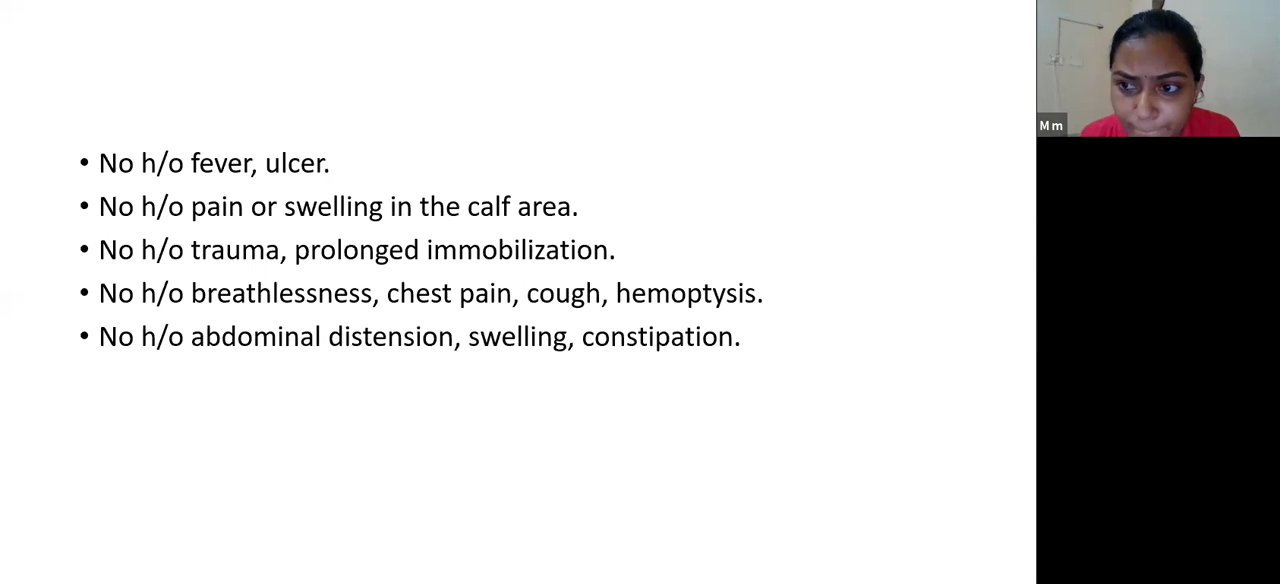 • No h/o fever, ulcer.
• No h/o pain or swelling in the calf area.
• No h/o trauma, prolonged immobilization.
• No h/o breathlessness, chest pain, cough, hemoptysis.
• No h/o abdominal distension, swelling, constipation.
M m